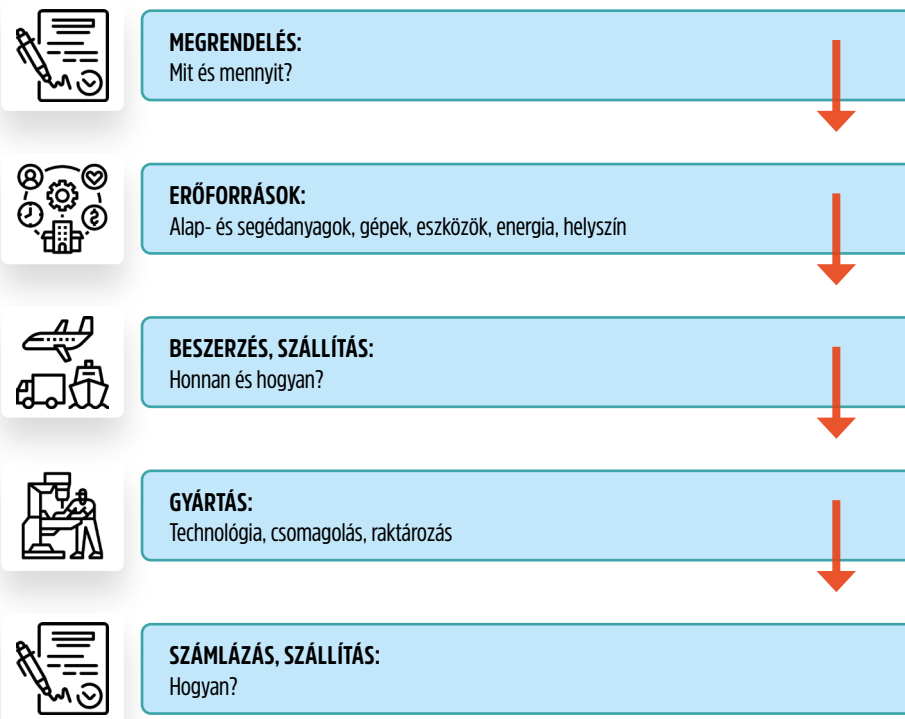 MEGRENDELÉS:
Mit és mennyit?
ERŐFORRÁSOK:
Alap- és segédanyagok, gépek, eszközök, energia, helyszín
BESZERZÉS, SZÁLLÍTÁS:
Honnan és hogyan?
GYÁRTÁS:
Technológia, csomagolás, raktározás
SZÁMLÁZÁS, SZÁLLÍTÁS:
Hogyan?